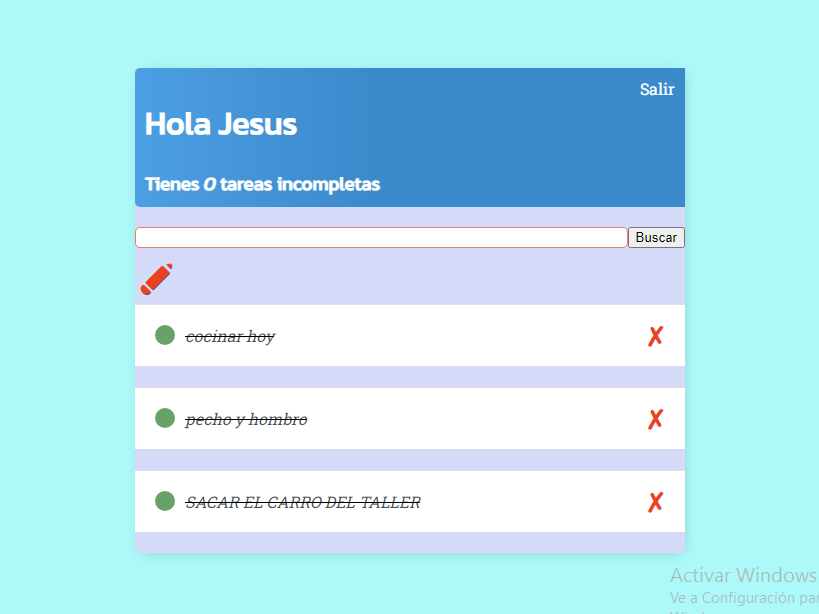 Salir
Hola Jesus
Tienes 0 tareas incompletas
Buscar
cocinar hoy
pecho y hombro
SACAR EL CARRO DEL TALLER
Activar Windows
Ve a Configuración